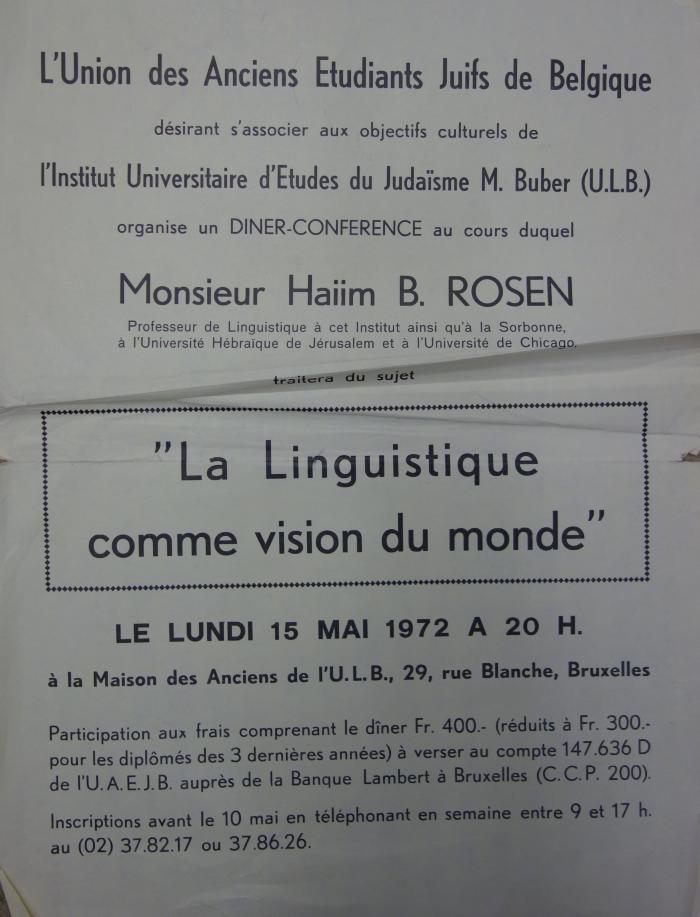 L'Union des Anciens Etudiants Juifs de Belgique
désirant s'associer aux objectifs culturels de
l'Institut Universitaire d'Etudes du Judaïsme M. Buber (U.L.B.)
organise un DINER-CONFERENCE au cours duquel
Monsieur Haiim B. ROSEN
Professeur de Linguistique à cet Institut ainsi qu'à la Sorbonne,
à l'Université Hébraïque de Jérusalem et à l'Université de Chicago.
traitera du sujet
"La Linguistique
comme vision du monde"
LE LUNDI 15 MAI 1972 A 20 H.
à la Maison des Anciens de l'U.L.B., 29, rue Blanche, Bruxelles
Participation aux frais comprenant le dîner Fr. 400.- (réduits à Fr. 300.-
pour les diplômés des 3 dernières années) à verser au compte 147.636 D
de l'U.A.E.J.B. auprès de la Banque Lambert à Bruxelles (C.C.P. 200).
Inscriptions avant le 10 mai en téléphonant en semaine entre 9 et 17 h.
au (02) 37.82.17 ou 37.86.26.